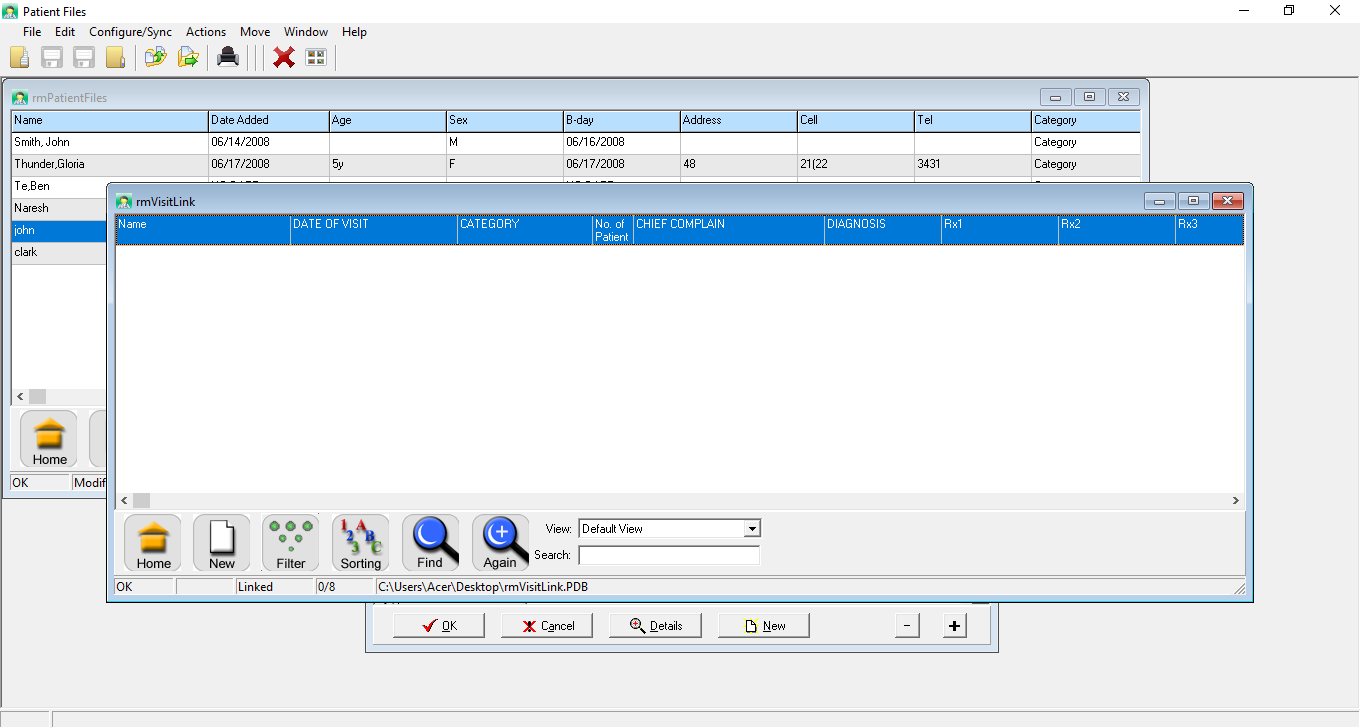 Patient Files
File Edit Configure/Sync Actions Move Window Help
rmPatientFiles
Name Date Added Age Sex B-day Address Cell Tel Category
Smith, John 06/14/2008 M 06/16/2008 Category
Thunder,Gloria 06/17/2008 5y F 06/17/2008 48 21(22 3431 Category
Te,Ben
Naresh
john
clark
Home
OK Modif
rmVisitLink
Name DATE OF VISIT CATEGORY No. of Patient CHIEF COMPLAIN DIAGNOSIS Rx1 Rx2 Rx3
Home New Filter 1 2 3 A B C Sorting Find Again
View: Default View
Search:
OK Linked 0/8 C:\Users\Acer\Desktop\rmVisitLink.PDB
OK Cancel Details New - +